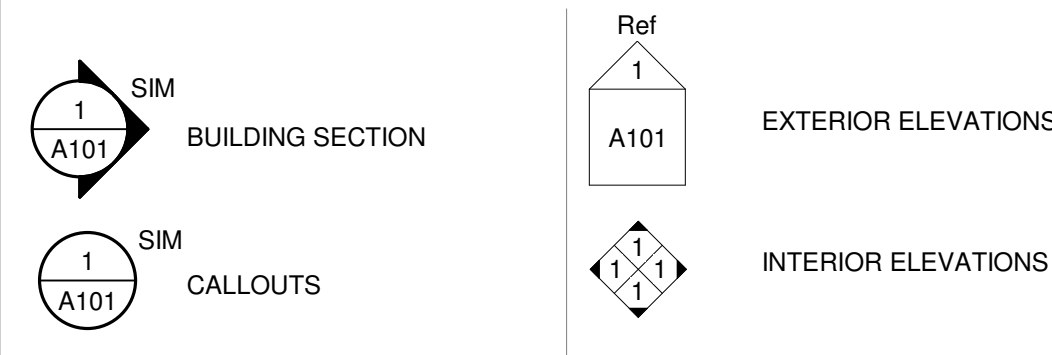 1
A101
SIM
BUILDING SECTION
1
A101
SIM
CALLOUTS
Ref
1
A101
EXTERIOR ELEVATIONS
1
1 1
1
INTERIOR ELEVATIONS